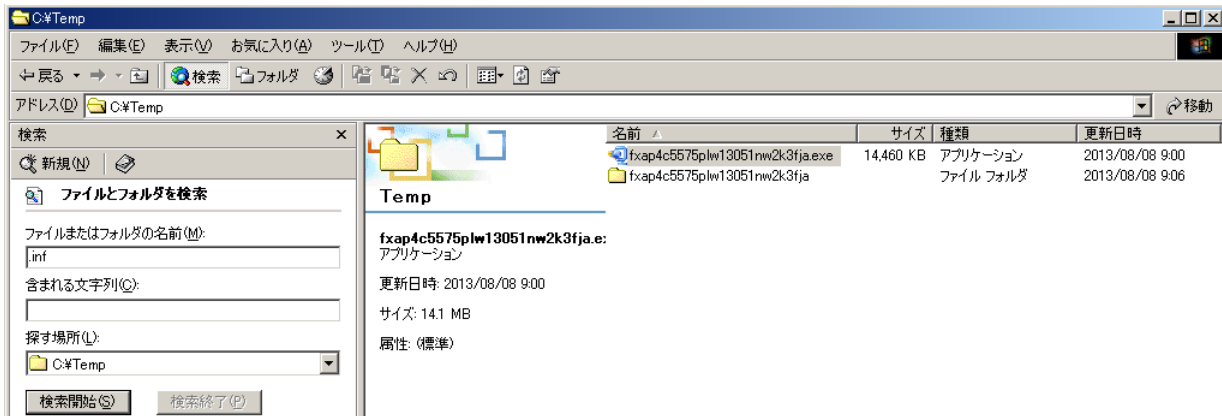 C:¥Temp
ファイル(F) 編集(E) 表示(V) お気に入り(A) ツール(T) ヘルプ(H)
戻る 検索 フォルダ
アドレス(D) C:¥Temp 移動
検索
新規(N)
ファイルとフォルダを検索
ファイルまたはフォルダの名前(M):
.inf
含まれる文字列(C):
探す場所(L):
C:¥Temp
検索開始(S) 検索終了(P)
Temp
fxap4c5575plw13051nw2k3fja.e
アプリケーション
更新日時: 2013/08/08 9:00
サイズ: 14.1 MB
属性: (標準)
名前 サイズ 種類 更新日時
fxap4c5575plw13051nw2k3fja.exe 14,460 KB アプリケーション 2013/08/08 9:00
fxap4c5575plw13051nw2k3fja ファイル フォルダ 2013/08/08 9:06